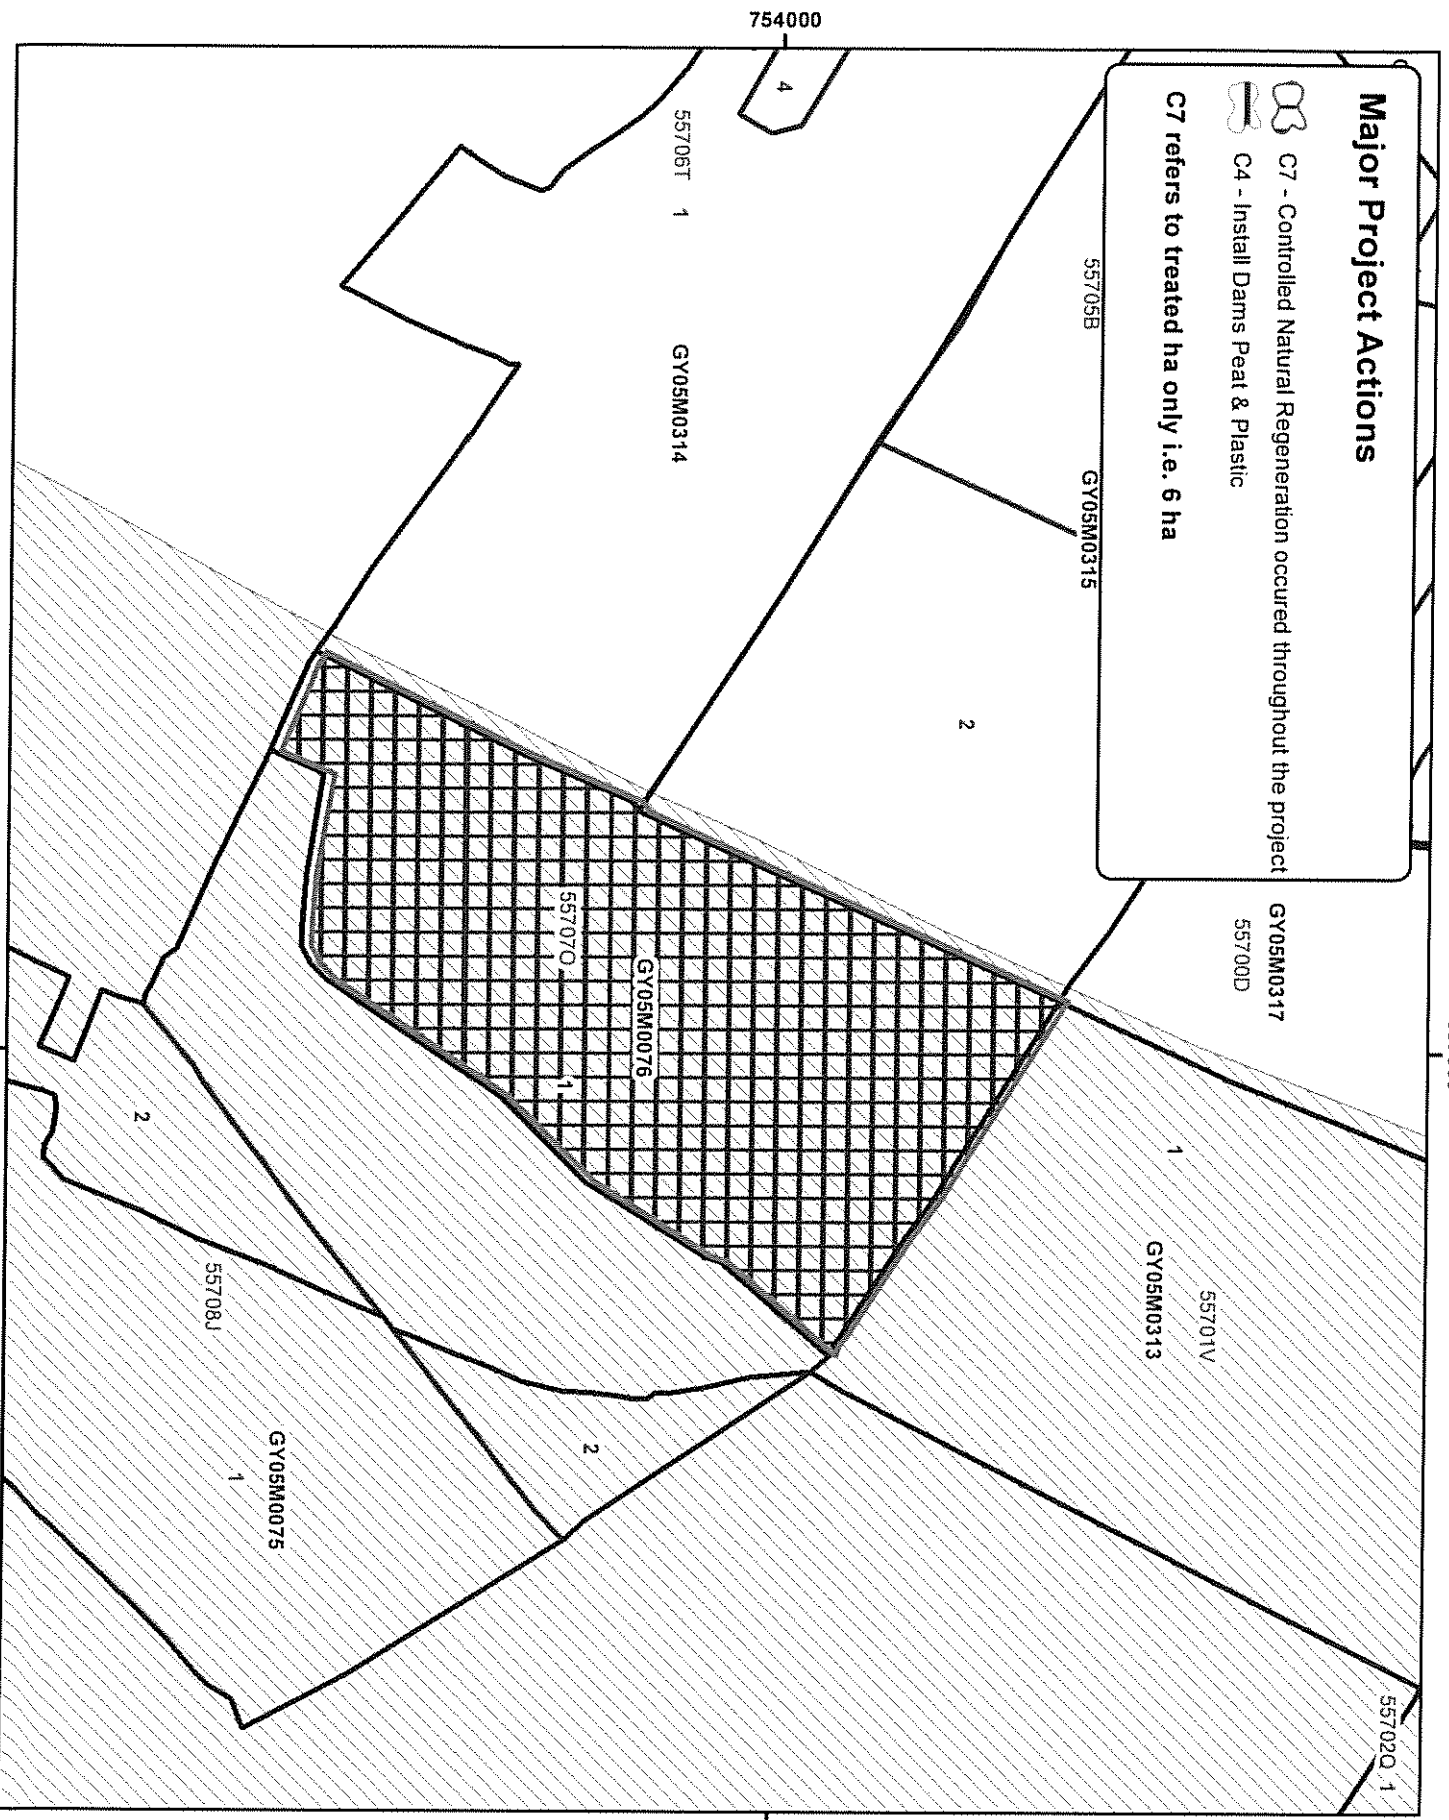 754000
Major Project Actions
C7 - Controlled Natural Regeneration occured throughout the project
C4 - Install Dams Peat & Plastic
C7 refers to treated ha only i.e. 6 ha
4
55706T 1
GY05M0314
55705B
GY05M0315
2
GY05M0317
55700D
1
GY05M0313
55701V
55702Q 1
55707O
GY05M0076
1
2
55708J
2
GY05M0075
1